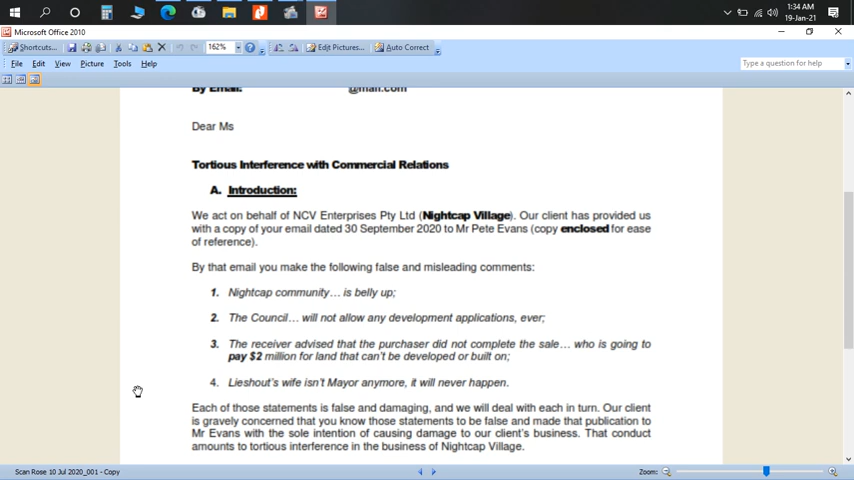 1:34 AM
19-Jan-21
Microsoft Office 2010
Shortcuts...
162%
Edit Pictures...
Auto Correct
File Edit View Picture Tools Help
Type a question for help
By Email: @mail.com
Dear Ms
Tortious Interference with Commercial Relations
A. Introduction:
We act on behalf of NCV Enterprises Pty Ltd (Nightcap Village). Our client has provided us
with a copy of your email dated 30 September 2020 to Mr Pete Evans (copy enclosed for ease
of reference).
By that email you make the following false and misleading comments:
1. Nightcap community… is belly up;
2. The Council… will not allow any development applications, ever;
3. The receiver advised that the purchaser did not complete the sale… who is going to
pay $2 million for land that can't be developed or built on;
4. Lieshout's wife isn't Mayor anymore, it will never happen.
Each of those statements is false and damaging, and we will deal with each in turn. Our client
is gravely concerned that you know those statements to be false and made that publication to
Mr Evans with the sole intention of causing damage to our client's business. That conduct
amounts to tortious interference in the business of Nightcap Village.
Scan Rose 10 Jul 2020_001 - Copy
Zoom: